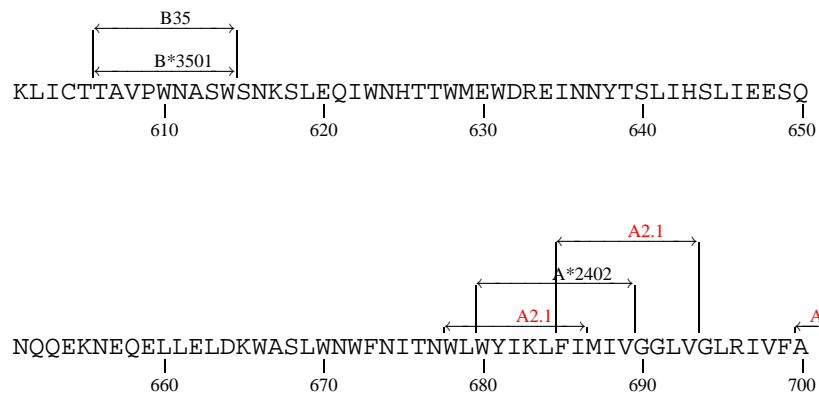 B35
B*3501
KLICTTAVPWNASWSNKSLEQIWNHTTWMEWDREINNYTSLIHSLIEESQ
610 620 630 640 650
A2.1
A*2402
A2.1 A
NQQEKNEQELLELDKWASLWNWFNITNWLWYIKLFIMIVGGLVGLRIVFA
660 670 680 690 700